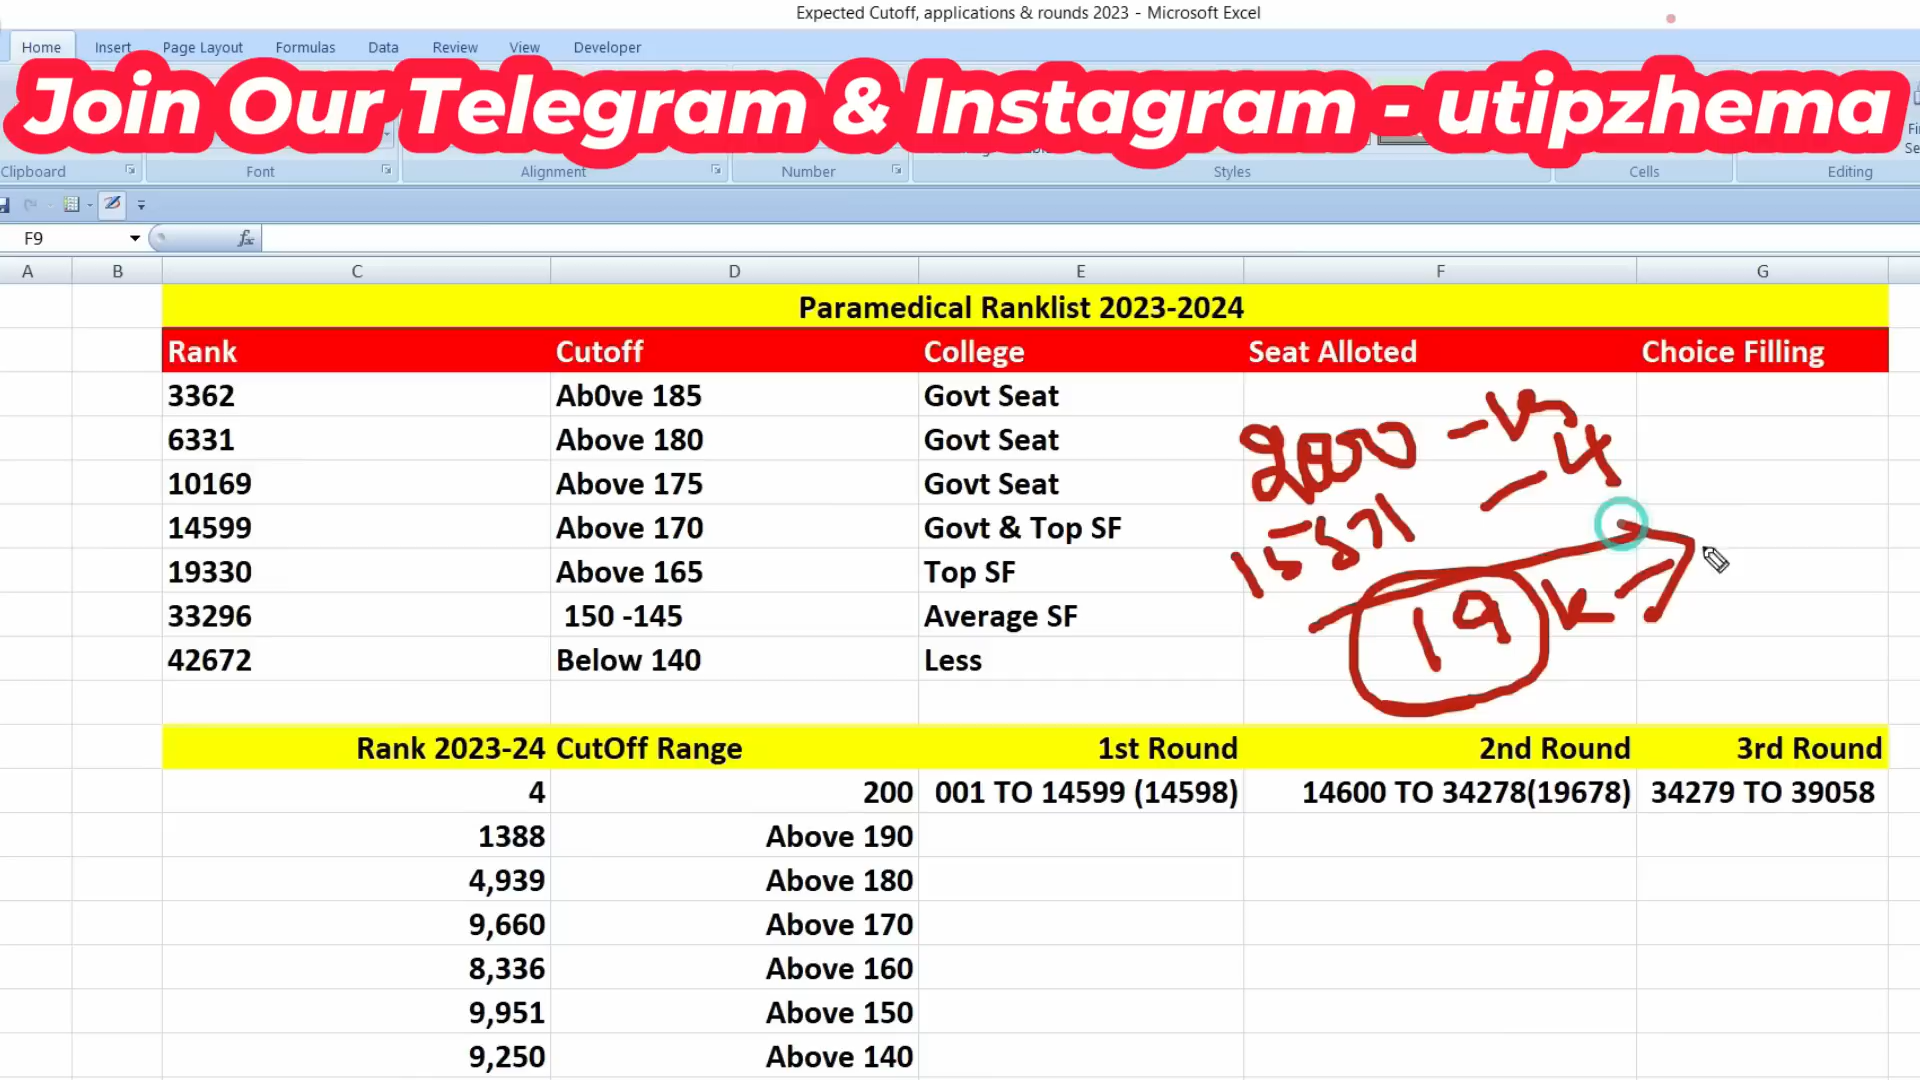 Expected Cutoff, applications & rounds 2023 - Microsoft Excel
Home Insert Page Layout Formulas Data Review View Developer
Join Our Telegram & Instagram - utipzhema
Clipboard Font Alignment Number Styles Cells Editing
F9 fx
A B C D E F G
Paramedical Ranklist 2023-2024
Rank Cutoff College Seat Alloted Choice Filling
3362 Ab0ve 185 Govt Seat
6331 Above 180 Govt Seat
10169 Above 175 Govt Seat
14599 Above 170 Govt & Top SF
19330 Above 165 Top SF
33296 150 -145 Average SF
42672 Below 140 Less
19k
Rank 2023-24 CutOff Range 1st Round 2nd Round 3rd Round
4 200 001 TO 14599 (14598) 14600 TO 34278(19678) 34279 TO 39058
1388 Above 190
4,939 Above 180
9,660 Above 170
8,336 Above 160
9,951 Above 150
9,250 Above 140